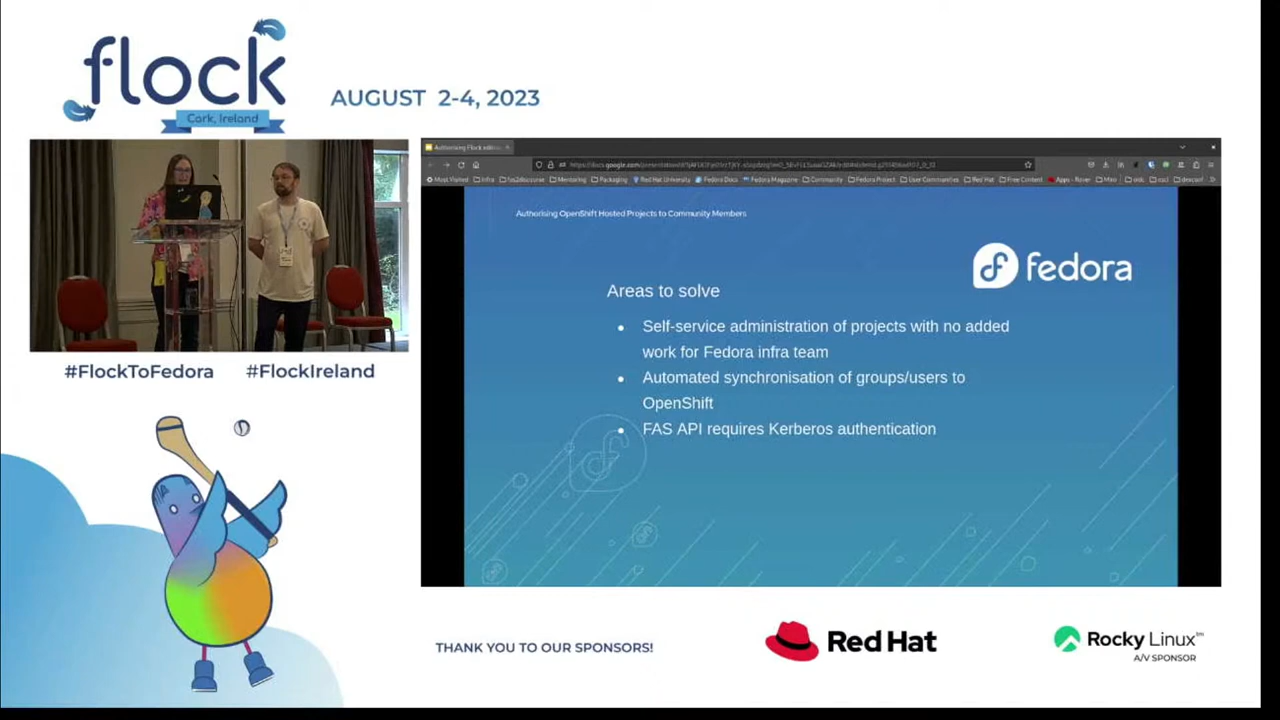 flock
Cork, Ireland
AUGUST 2-4, 2023
Authorising OpenShift Hosted Projects to Community Members
fedora
Areas to solve
Self-service administration of projects with no added
work for Fedora infra team
Automated synchronisation of groups/users to
OpenShift
FAS API requires Kerberos authentication
#FlockToFedora #FlockIreland
THANK YOU TO OUR SPONSORS!
Red Hat
Rocky Linux™
A/V SPONSOR